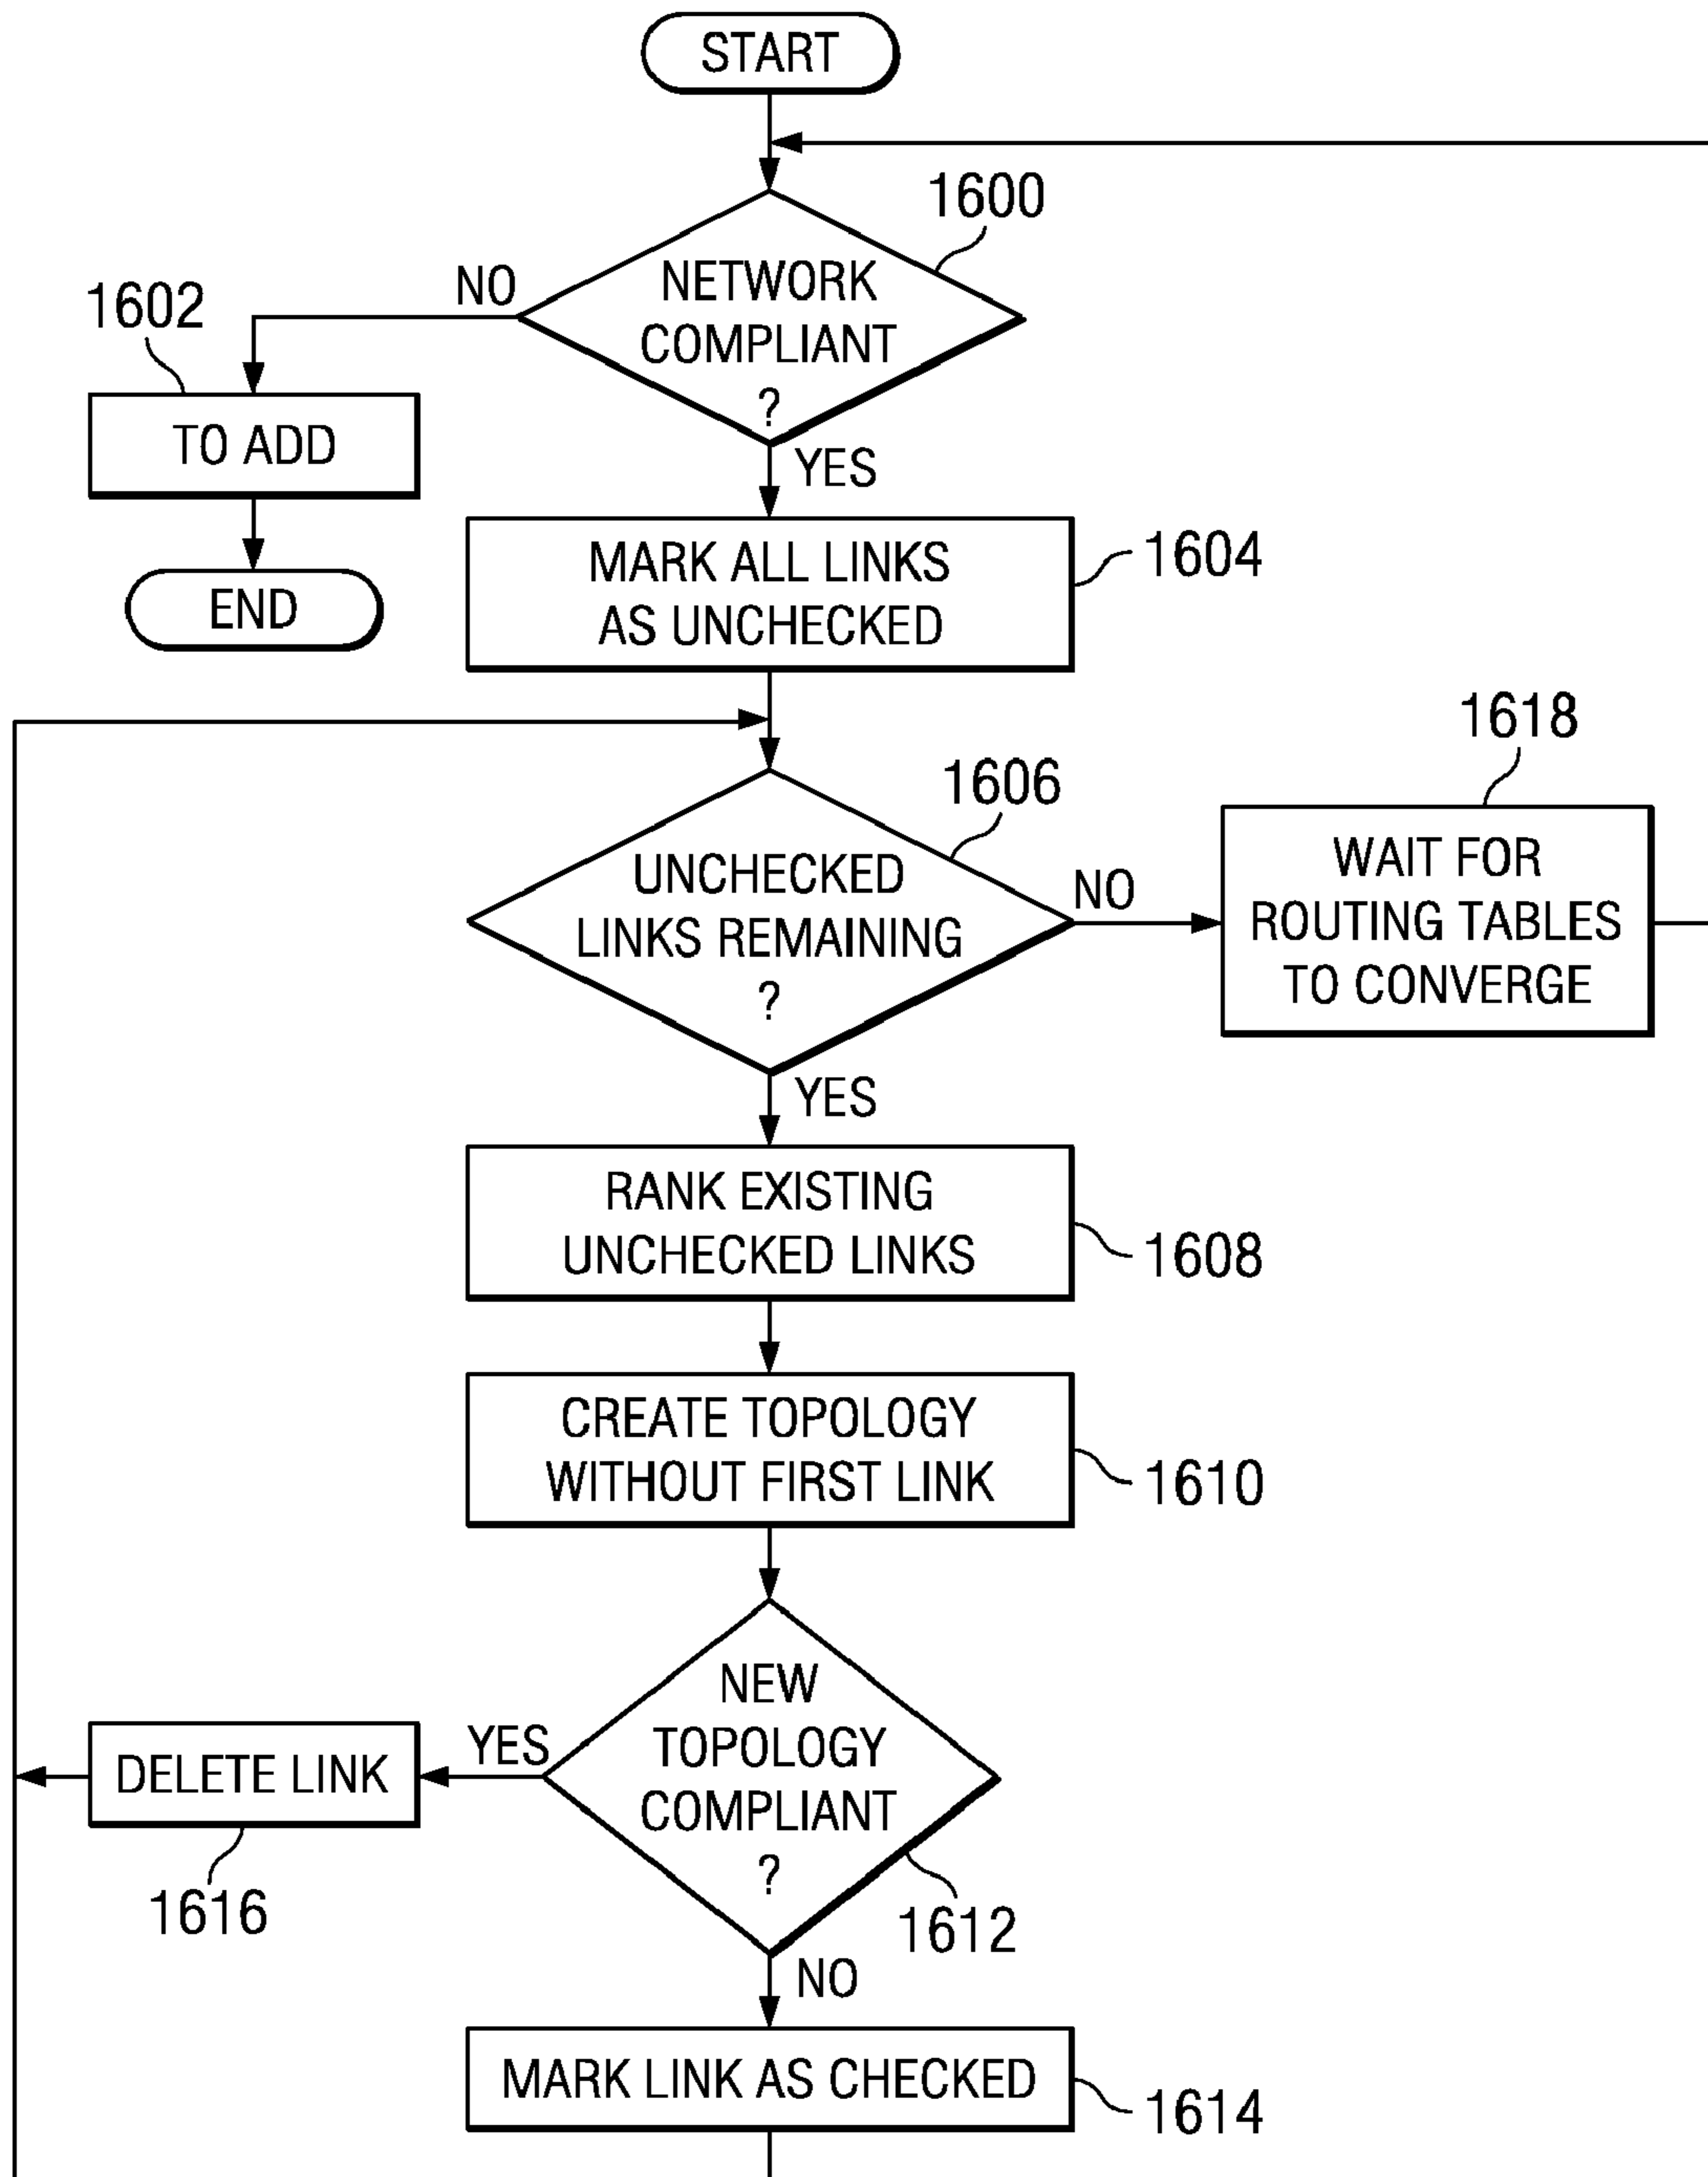 START
1600
NETWORK
COMPLIANT
?
NO
1602
TO ADD
YES
END
MARK ALL LINKS
AS UNCHECKED
1604
1606
UNCHECKED
LINKS REMAINING
?
NO
1618
WAIT FOR
ROUTING TABLES
TO CONVERGE
YES
RANK EXISTING
UNCHECKED LINKS
1608
CREATE TOPOLOGY
WITHOUT FIRST LINK
1610
NEW
TOPOLOGY
COMPLIANT
?
1612
YES
DELETE LINK
1616
NO
MARK LINK AS CHECKED
1614